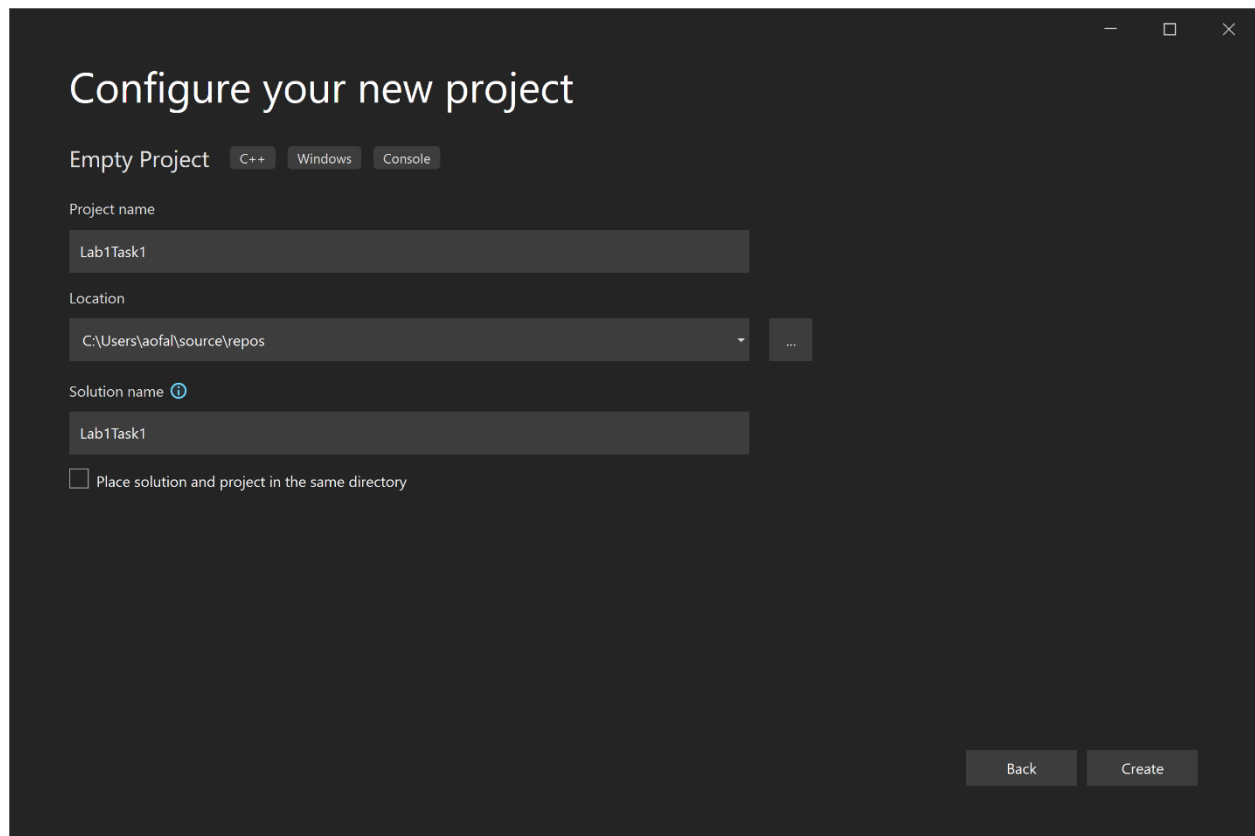 Configure your new project
Empty Project C++ Windows Console
Project name
Lab1Task1
Location
C:\Users\aofal\source\repos
...
Solution name
Lab1Task1
Place solution and project in the same directory
Back Create